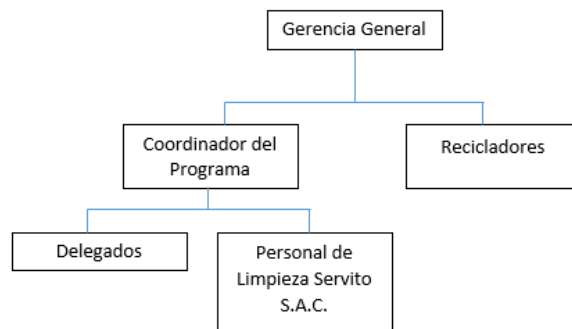 Gerencia General
Coordinador del
Programa
Recicladores
Delegados
Personal de
Limpieza Servito
S.A.C.